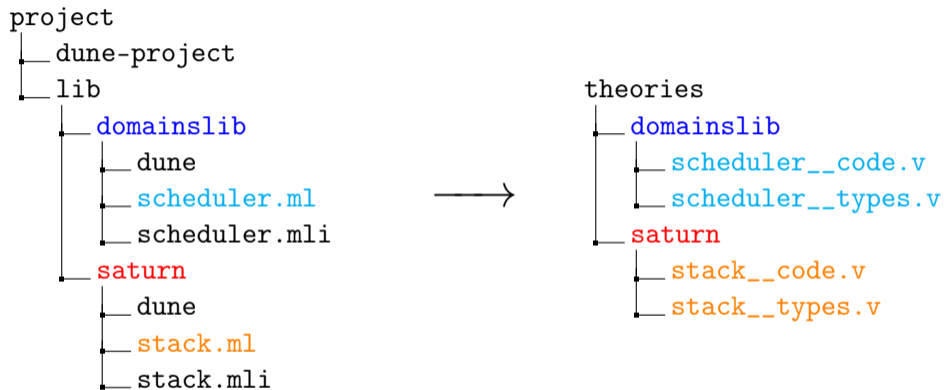 project
dune-project
lib
domainslib
dune
scheduler.ml
scheduler.mli
saturn
dune
stack.ml
stack.mli
theories
domainslib
scheduler__code.v
scheduler__types.v
saturn
stack__code.v
stack__types.v